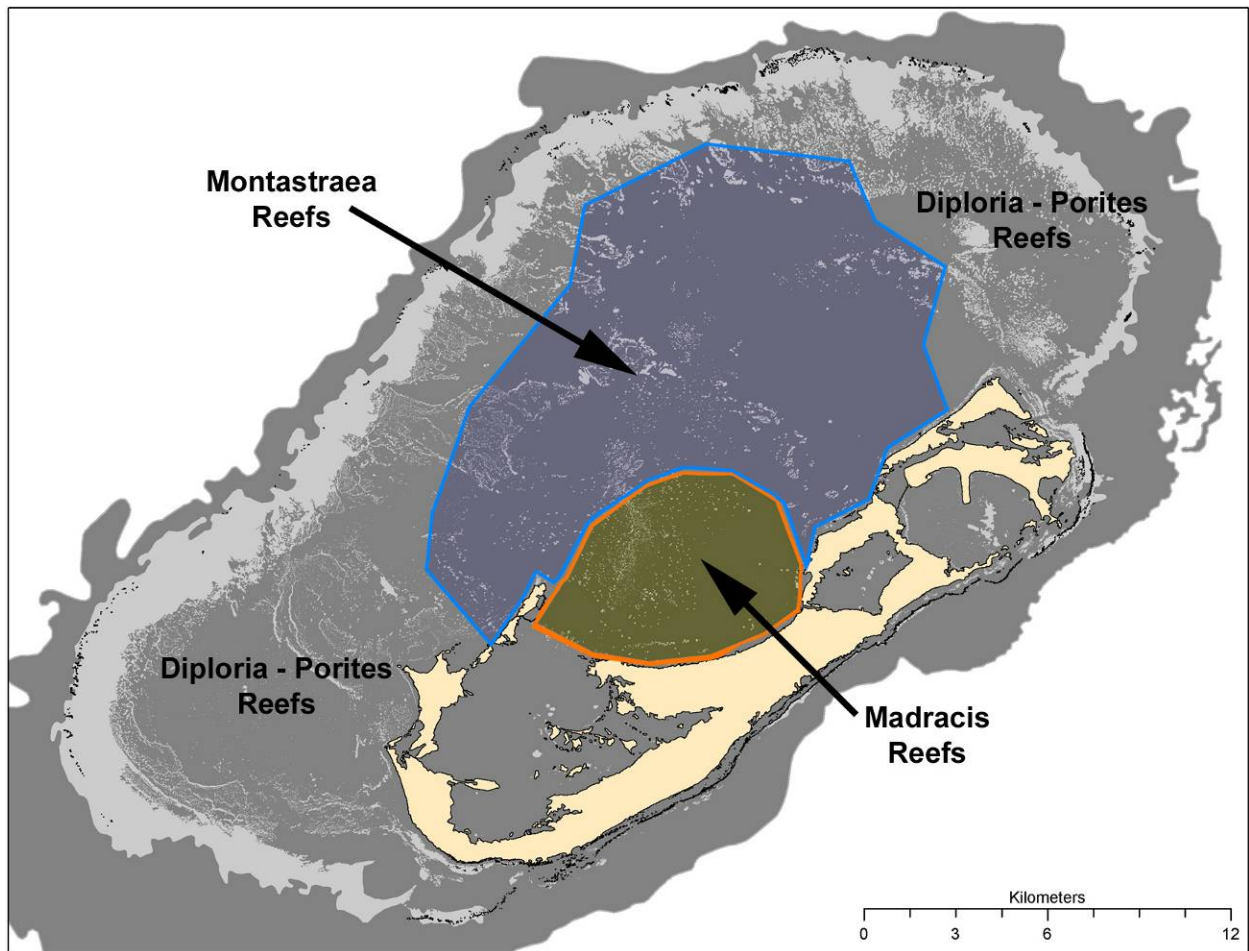 Montastraea
Reefs
Diploria - Porites
Reefs
Diploria - Porites
Reefs
Madracis
Reefs
Kilometers
0 3 6 12